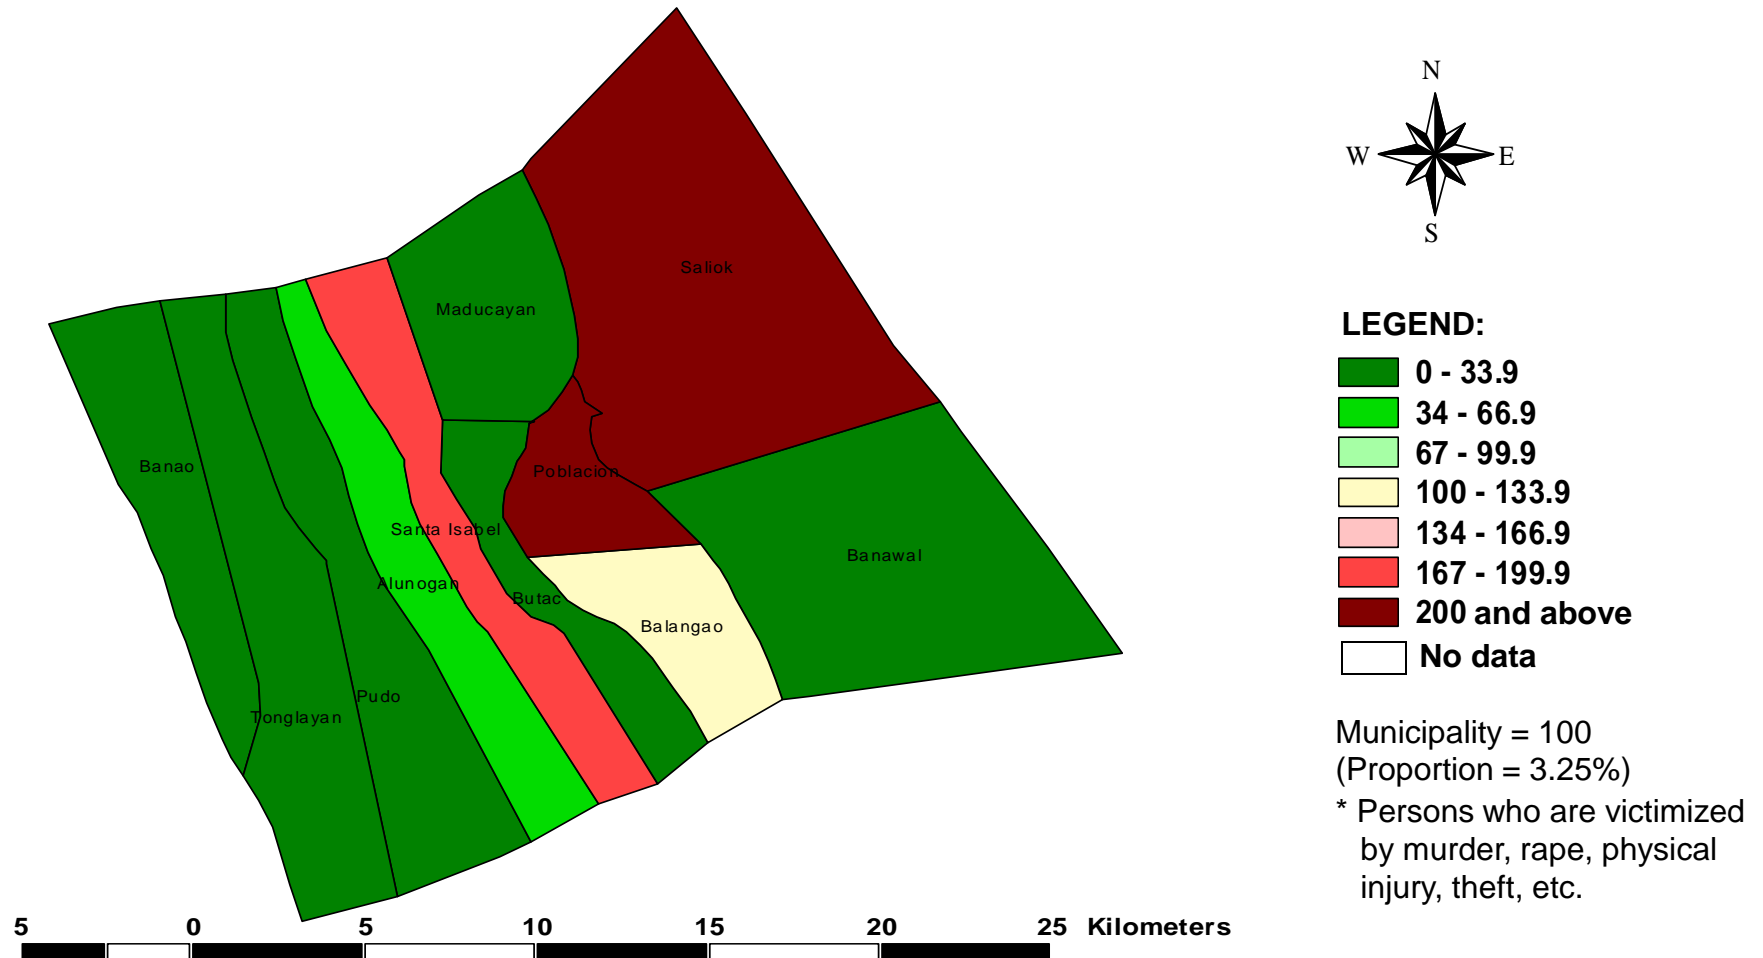 N
W E
S
Saliok
Maducayan
Banao
Poblacion
Santa Isabel
Banawal
Alunogan
Butac
Balangao
Pudo
Tonglayan
LEGEND:
0 - 33.9
34 - 66.9
67 - 99.9
100 - 133.9
134 - 166.9
167 - 199.9
200 and above
No data
Municipality = 100
(Proportion = 3.25%)
* Persons who are victimized
by murder, rape, physical
injury, theft, etc.
5 0 5 10 15 20 25 Kilometers